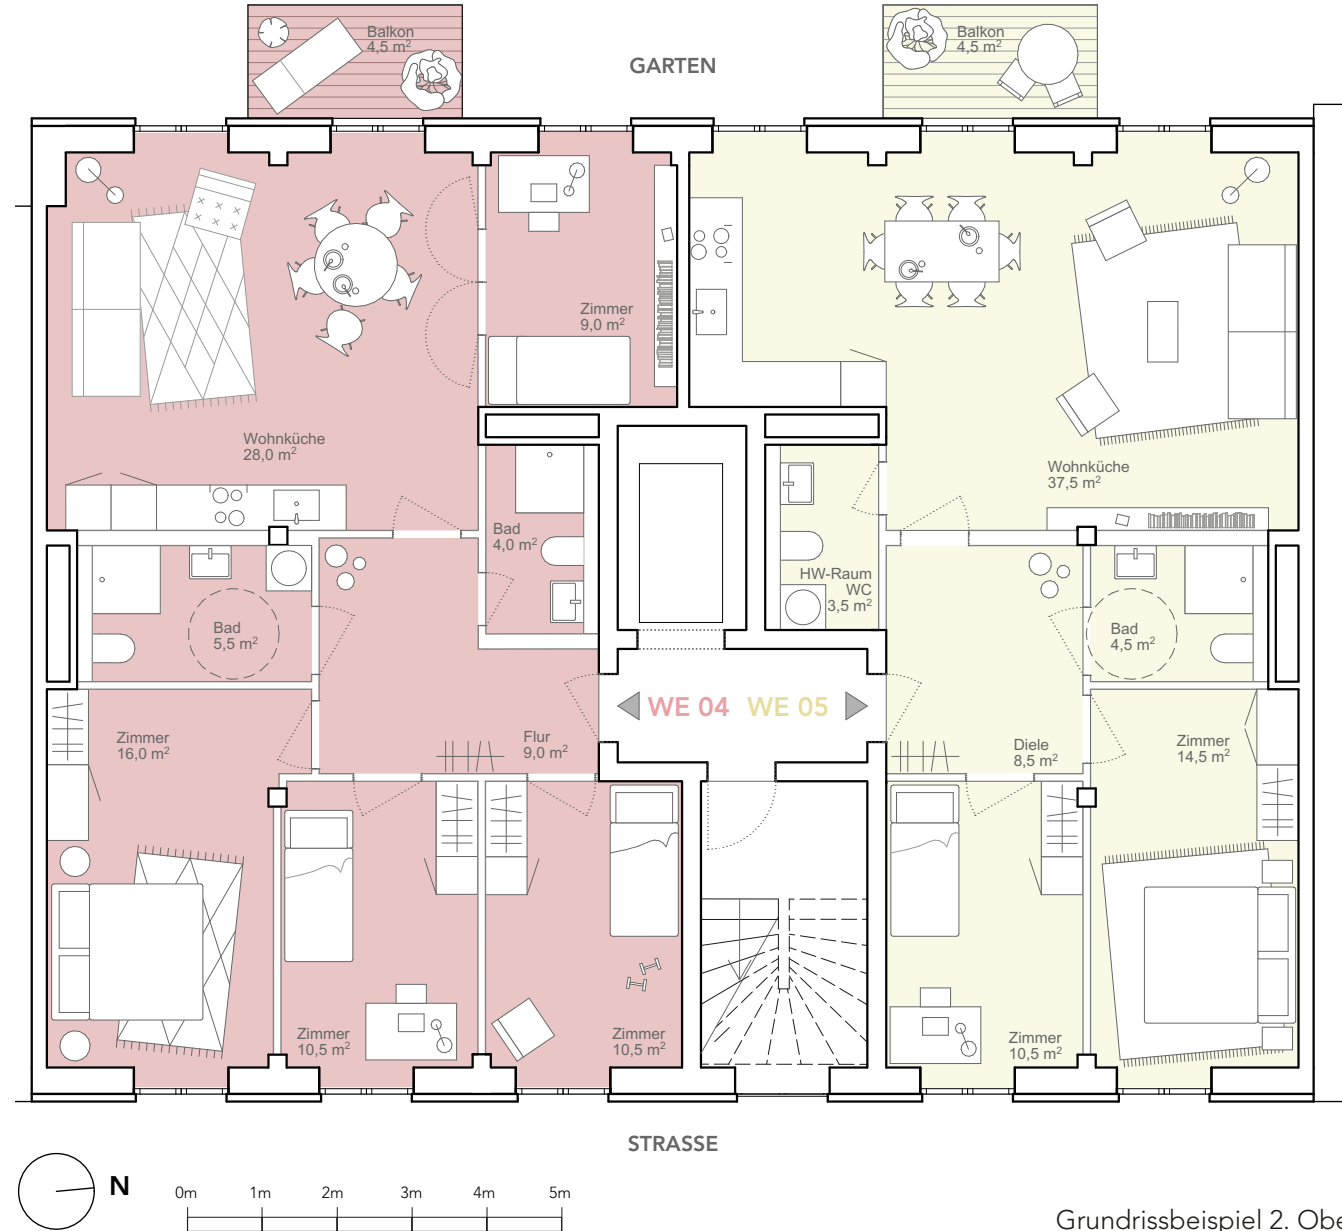 Balkon
4,5 m²
Balkon
4,5 m²
GARTEN
Zimmer
9,0 m²
Wohnküche
28,0 m²
Wohnküche
37,5 m²
Bad
4,0 m²
HW-Raum
WC
3,5 m²
Bad
5,5 m²
Bad
4,5 m²
WE 04 WE 05
Zimmer
16,0 m²
Flur
9,0 m²
Diele
8,5 m²
Zimmer
14,5 m²
Zimmer
10,5 m²
Zimmer
10,5 m²
Zimmer
10,5 m²
STRASSE
N
0m 1m 2m 3m 4m 5m
Grundrissbeispiel 2. Obe